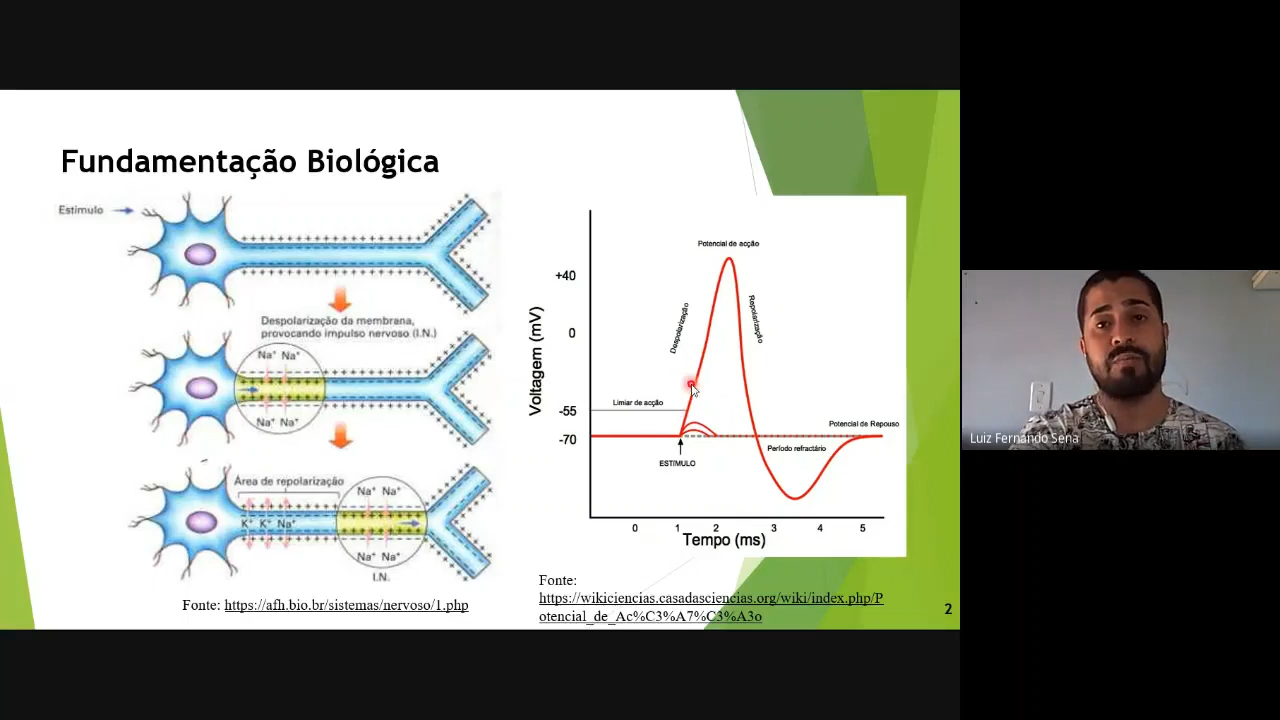 Fundamentação Biológica
Estímulo
Despolarização da membrana,
provocando impulso nervoso (I.N.)
Na⁺ Na⁺
Na⁺ Na⁺
Área de repolarização
Na⁺ Na⁺
K⁺ K⁺ Na⁺
Na⁺ Na⁺
I.N.
Fonte: https://afh.bio.br/sistemas/nervoso/1.php
Potencial de acção
+40
Despolarização
Repolarização
0
Voltagem (mV)
Limiar de acção
-55
Potencial de Repouso
-70
Período refractário
ESTÍMULO
0 1 2 3 4 5
Tempo (ms)
Fonte:
https://wikiciencias.casadasciencias.org/wiki/index.php/P
otencial_de_Ac%C3%A7%C3%A3o
2
Luiz Fernando Sena